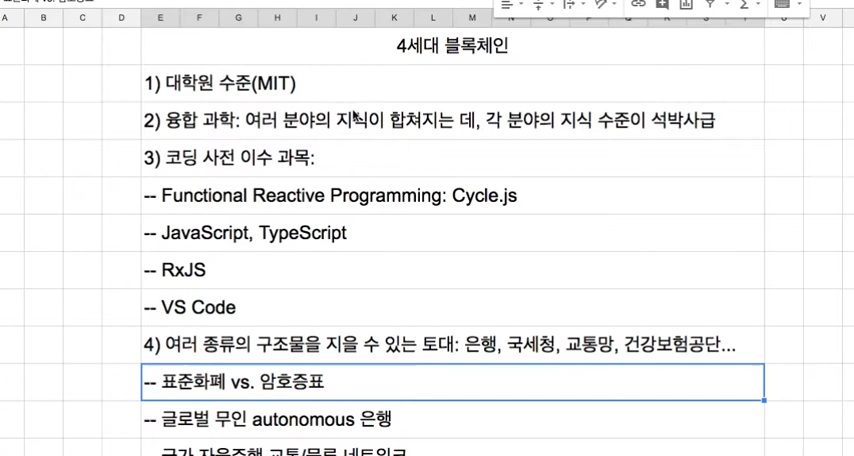 A B C D E F G H I J K L M U V
4세대 블록체인
1) 대학원 수준(MIT)
2) 융합 과학: 여러 분야의 지식이 합쳐지는 데, 각 분야의 지식 수준이 석박사급
3) 코딩 사전 이수 과목:
-- Functional Reactive Programming: Cycle.js
-- JavaScript, TypeScript
-- RxJS
-- VS Code
4) 여러 종류의 구조물을 지을 수 있는 토대: 은행, 국세청, 교통망, 건강보험공단...
-- 표준화폐 vs. 암호증표
-- 글로벌 무인 autonomous 은행